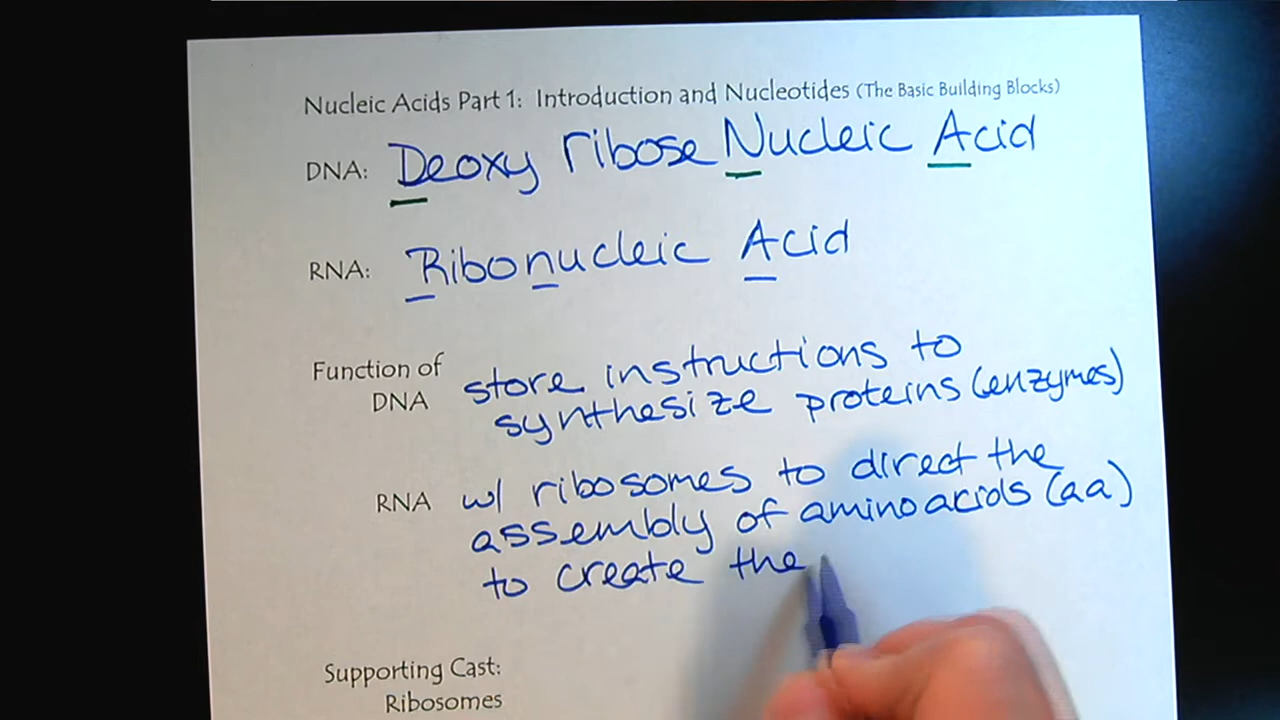 Nucleic Acids Part 1: Introduction and Nucleotides (The Basic Building Blocks)
DNA: Deoxy ribose Nucleic Acid
RNA: Ribonucleic Acid
Function of
DNA
store instructions to
synthesize proteins (enzymes)
RNA
w/ ribosomes to direct the
assembly of amino acids (aa)
to create the
Supporting Cast:
Ribosomes